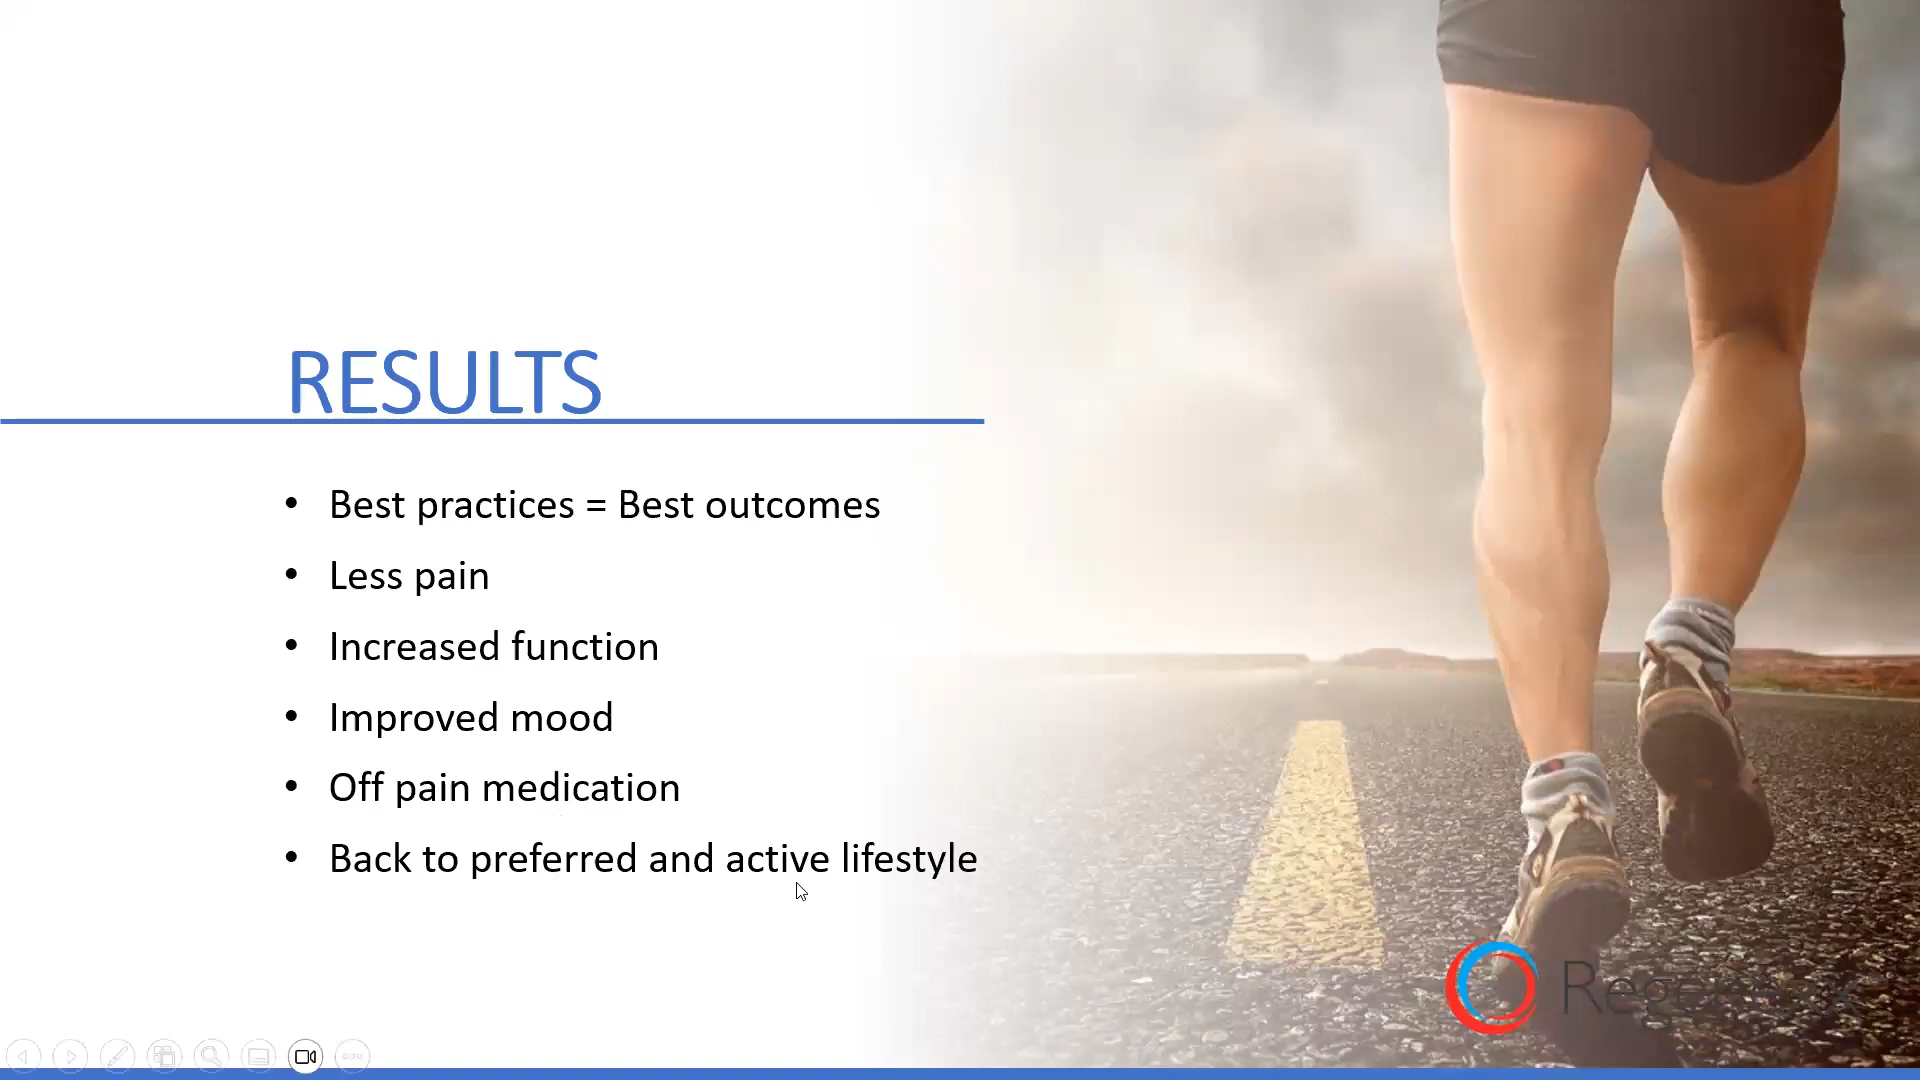 RESULTS
• Best practices = Best outcomes
• Less pain
• Increased function
• Improved mood
• Off pain medication
• Back to preferred and active lifestyle